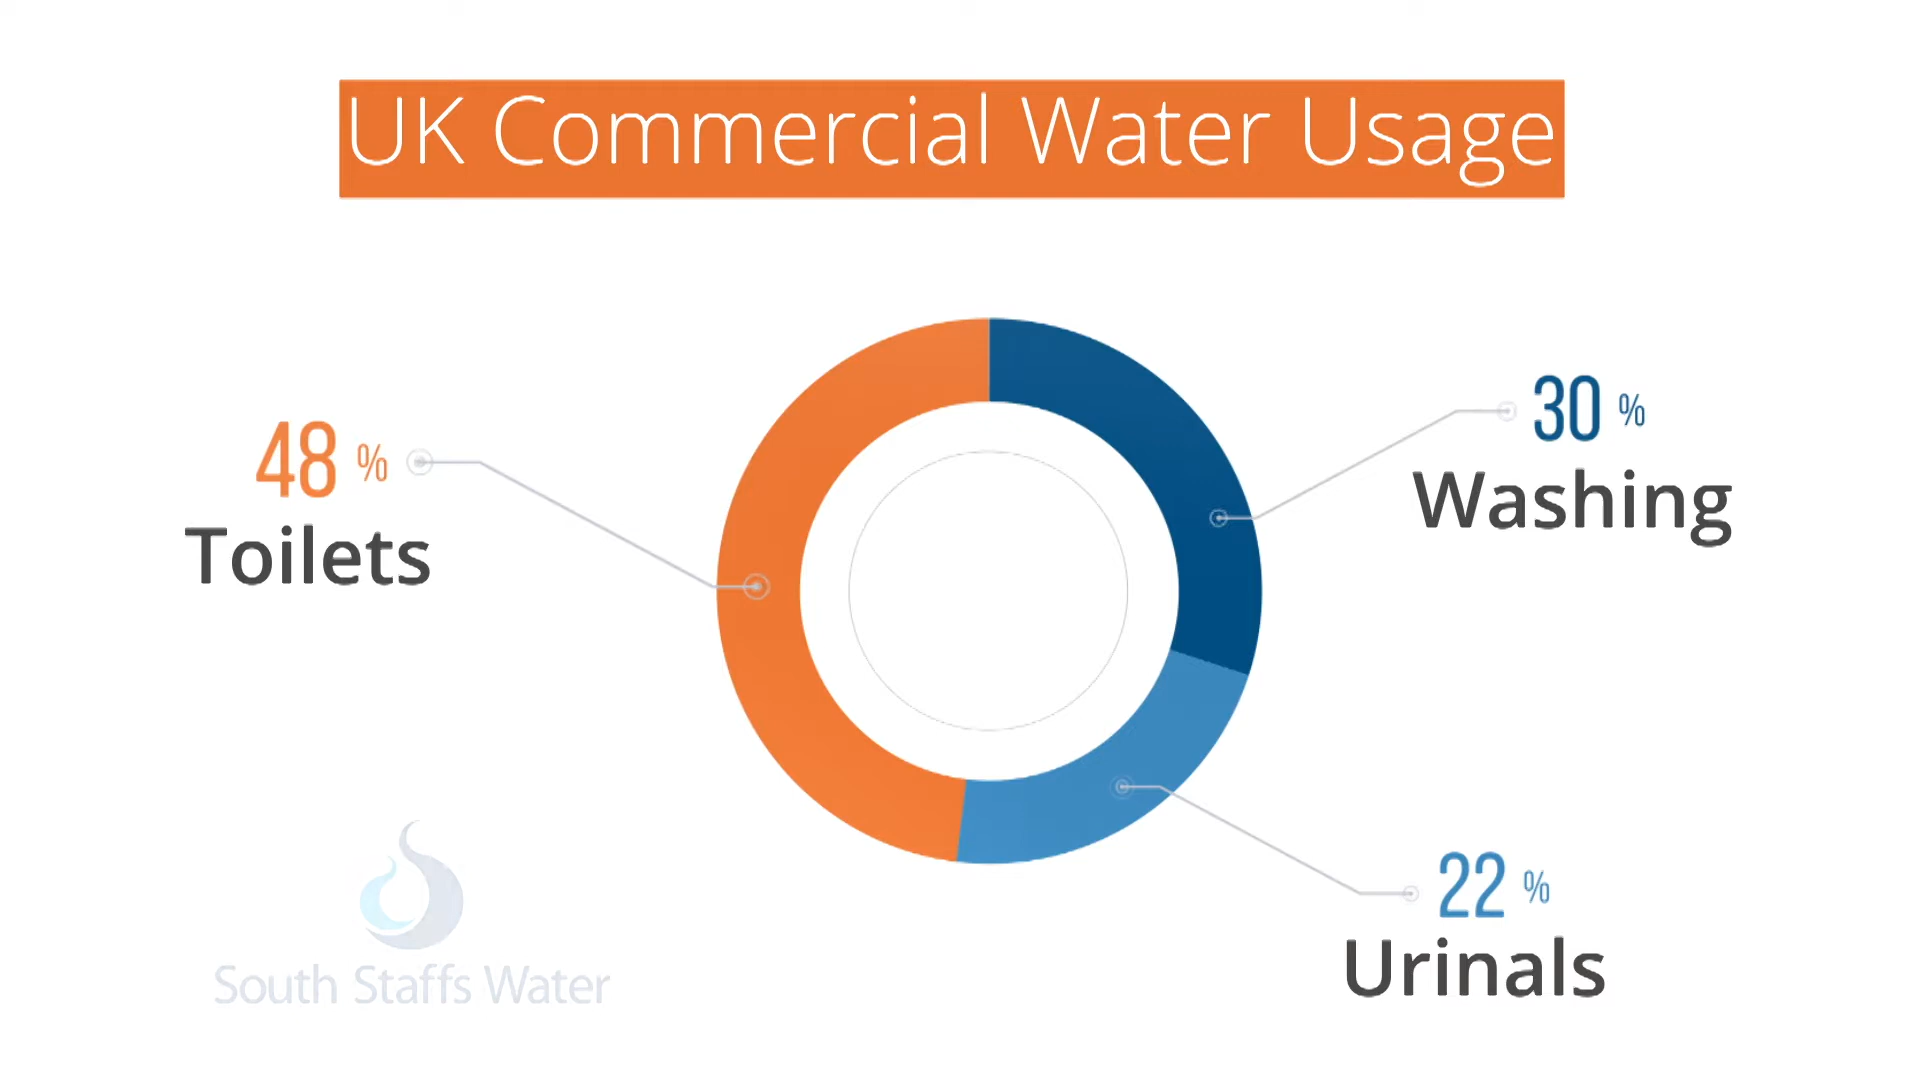 UK Commercial Water Usage
48 %
Toilets
30 %
Washing
22 %
Urinals
South Staffs Water